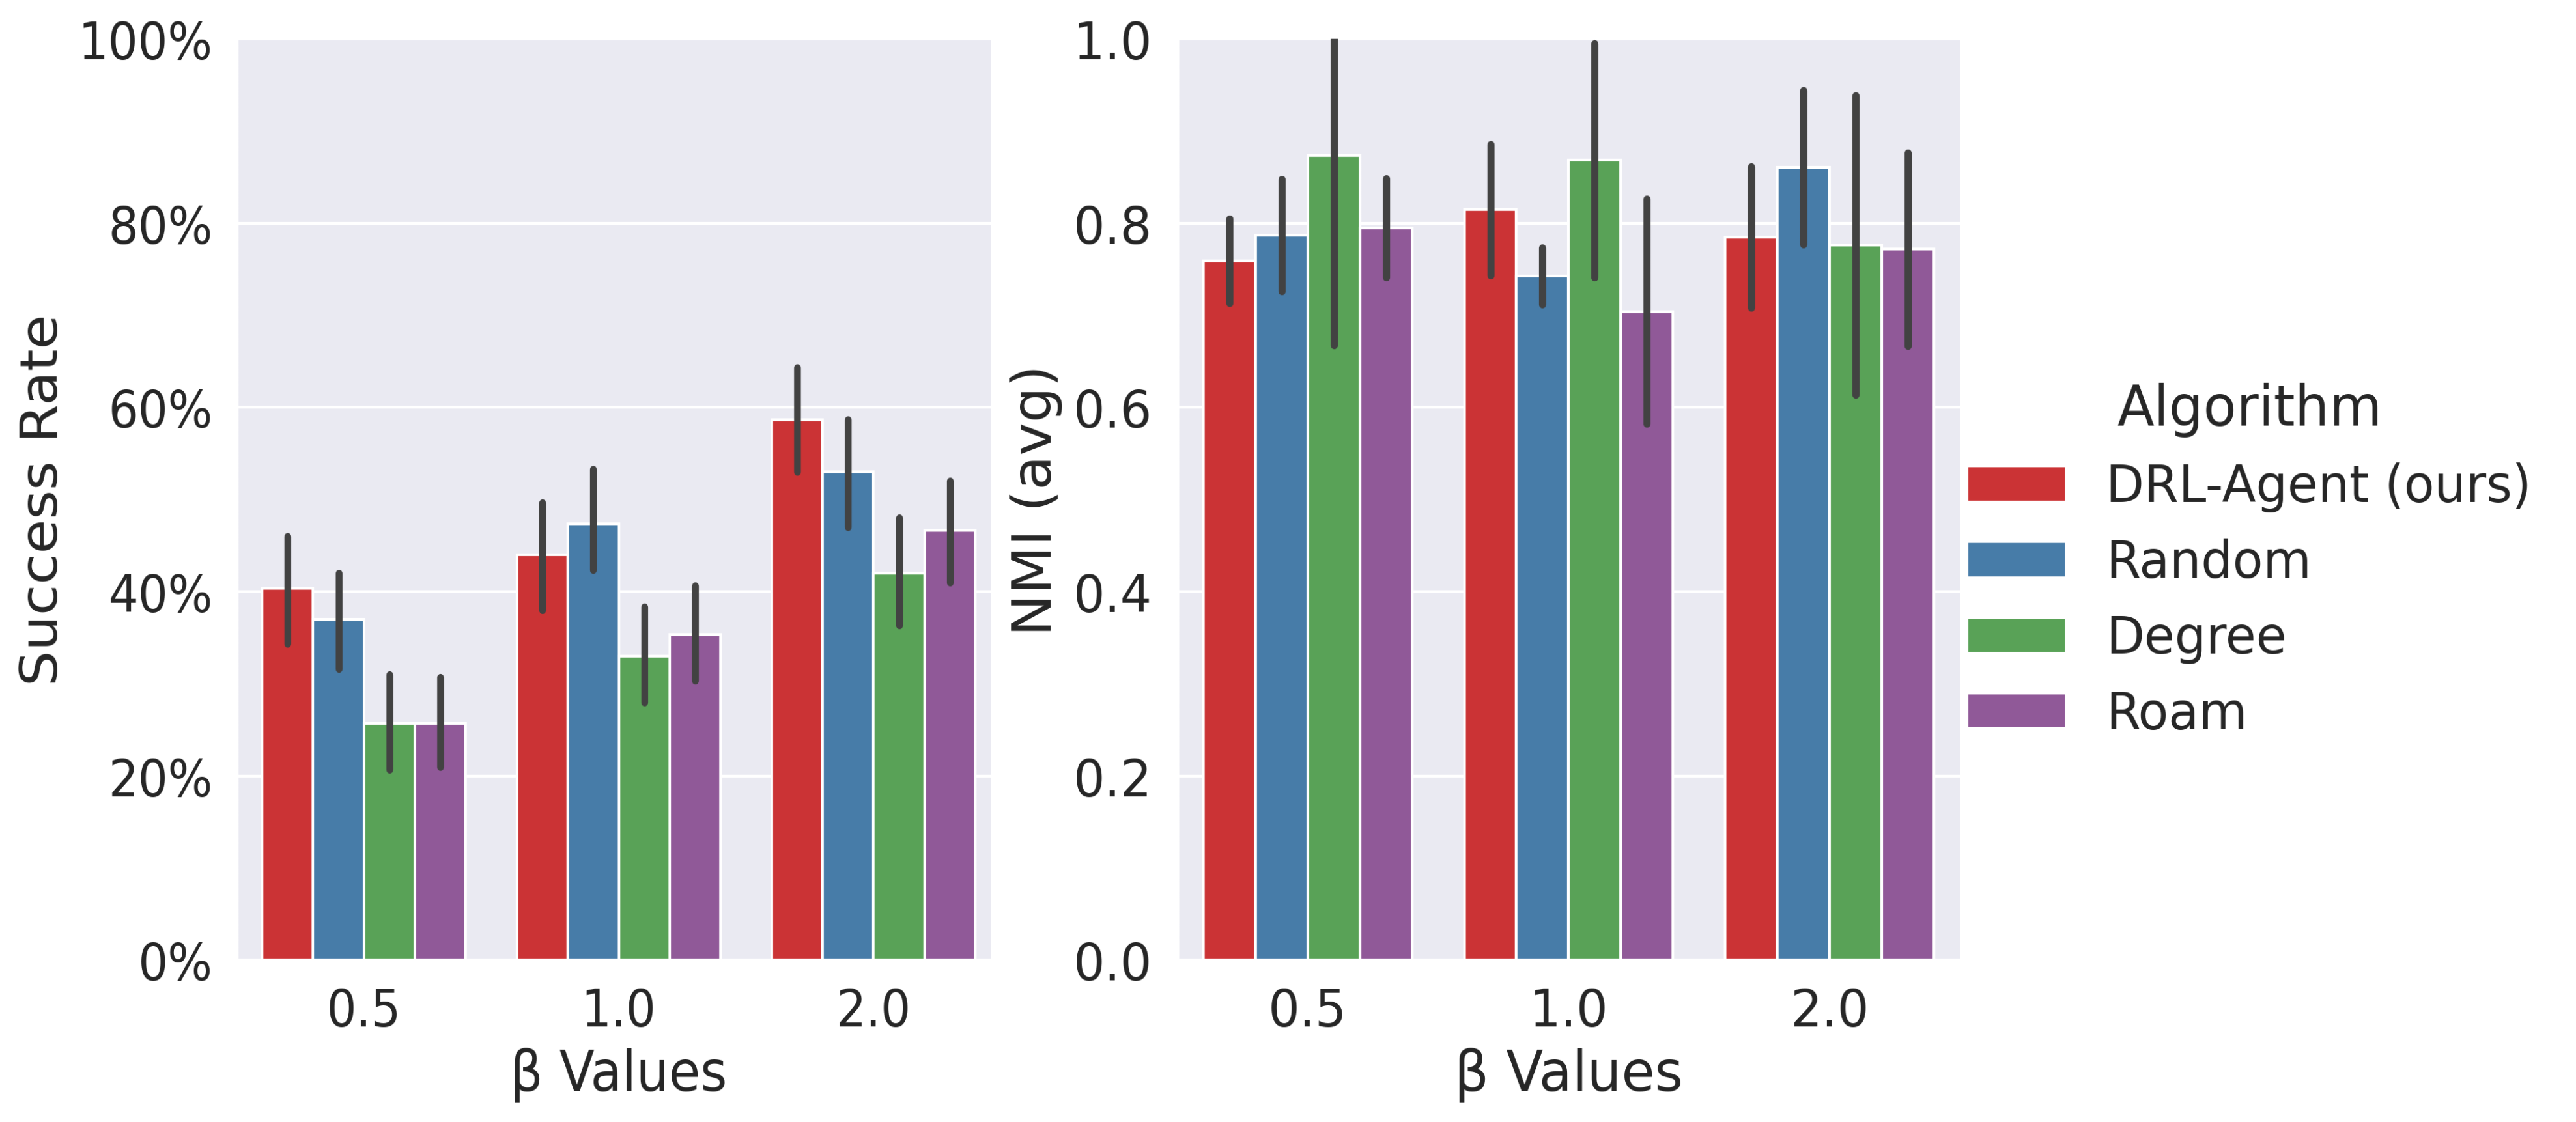 100%
80%
60%
40%
20%
0%
Success Rate
0.5 1.0 2.0
β Values
1.0
0.8
0.6
0.4
0.2
0.0
NMI (avg)
0.5 1.0 2.0
β Values
Algorithm
DRL-Agent (ours)
Random
Degree
Roam